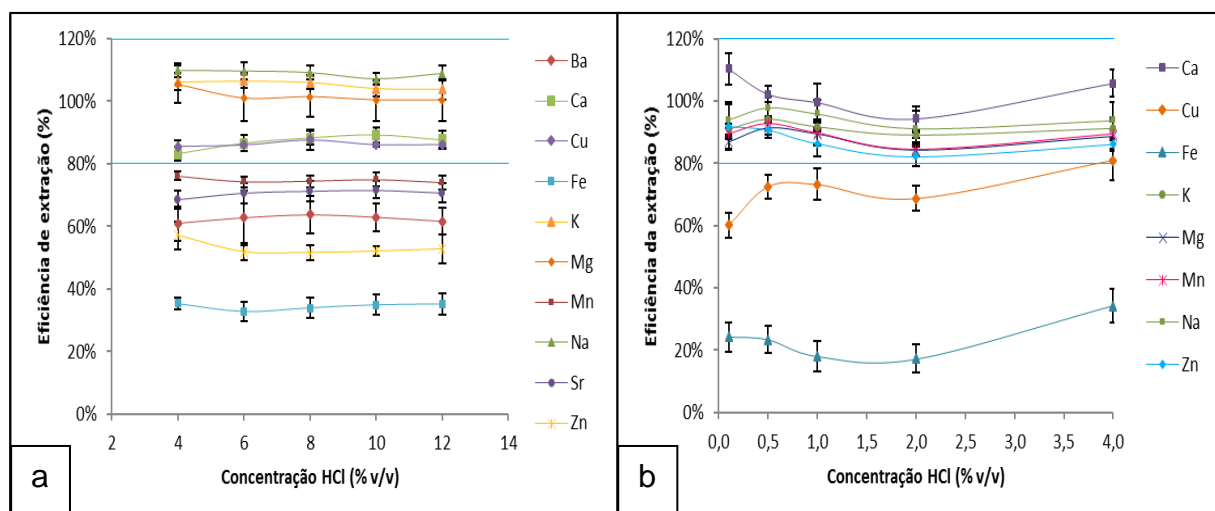 120%
100%
80%
60%
40%
20%
0%
Eficiência de extração (%)
2 4 6 8 10 12 14
Concentração HCl (% v/v)
Ba
Ca
Cu
Fe
K
Mg
Mn
Na
Sr
Zn
a
120%
100%
80%
60%
40%
20%
0%
Eficiência da extração (%)
0,0 0,5 1,0 1,5 2,0 2,5 3,0 3,5 4,0
Concentração HCl (% v/v)
Ca
Cu
Fe
K
Mg
Mn
Na
Zn
b